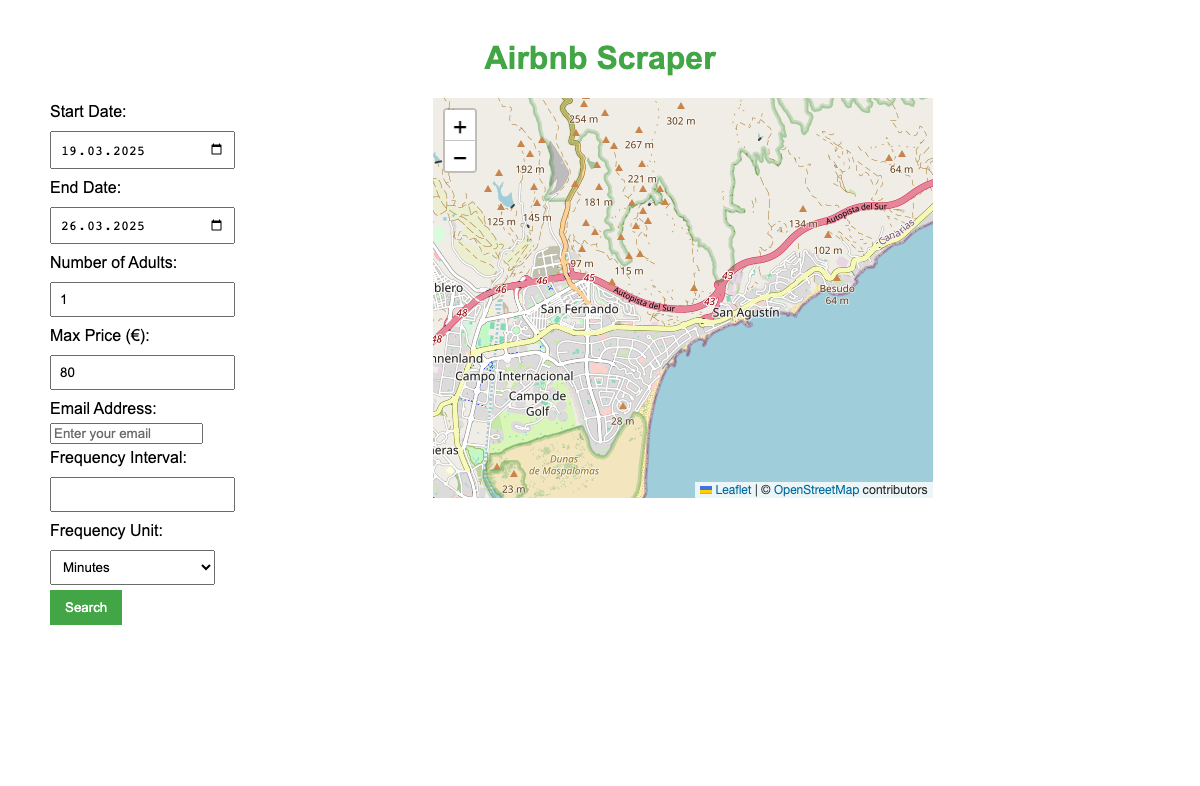 Airbnb Scraper
Start Date:
19.03.2025
End Date:
26.03.2025
Number of Adults:
1
Max Price (€):
80
Email Address:
Enter your email
Frequency Interval:
Frequency Unit:
Minutes
Search
+
−
254 m
302 m
267 m
192 m
64 m
221 m
181 m
125 m
145 m
134 m
Autopista del Sur
Canarias
102 m
97 m
115 m
43
45
46
46
blero
Besudo
64 m
Autopista del Sur
43
48
San Fernando
San Agustín
48
nnenland
Campo Internacional
Campo de
Golf
28 m
eras
Dunas
de Maspalomas
23 m
Leaflet | © OpenStreetMap contributors